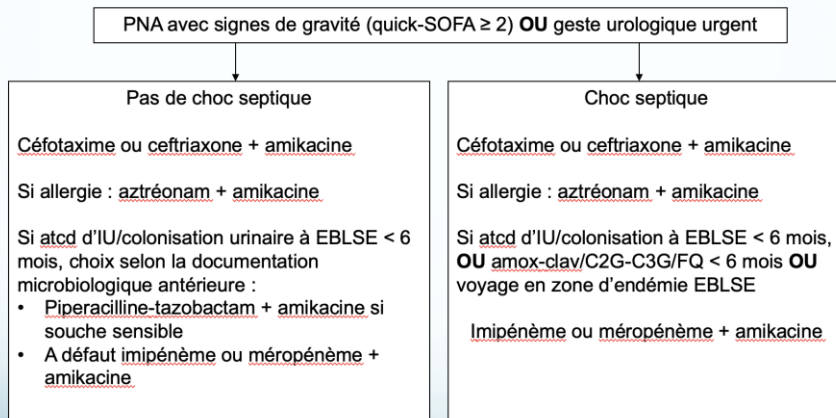 PNA avec signes de gravité (quick-SOFA ≥ 2) OU geste urologique urgent
Pas de choc septique
Céfotaxime ou ceftriaxone + amikacine
Si allergie : aztréonam + amikacine
Si atcd d'IU/colonisation urinaire à EBLSE < 6
mois, choix selon la documentation
microbiologique antérieure :
• Piperacilline-tazobactam + amikacine si
souche sensible
• A défaut imipénème ou méropénème +
amikacine
Choc septique
Céfotaxime ou ceftriaxone + amikacine
Si allergie : aztréonam + amikacine
Si atcd d'IU/colonisation à EBLSE < 6 mois,
OU amox-clav/C2G-C3G/FQ < 6 mois OU
voyage en zone d'endémie EBLSE
Imipénème ou méropénème + amikacine